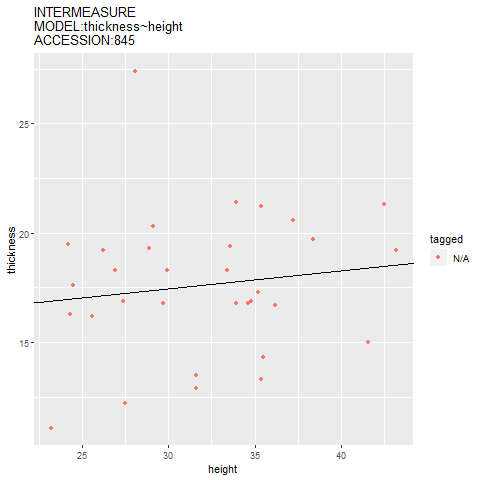 INTERMEASURE
MODEL:thickness~height
ACCESSION:845
25
20
15
thickness
25
30
35
40
height
tagged
N/A